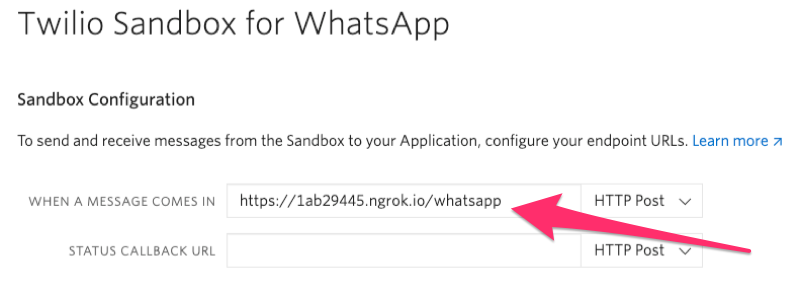 Twilio Sandbox for WhatsApp
Sandbox Configuration
To send and receive messages from the Sandbox to your Application, configure your endpoint URLs. Learn more ↗
WHEN A MESSAGE COMES IN https://1ab29445.ngrok.io/whatsapp HTTP Post
STATUS CALLBACK URL HTTP Post